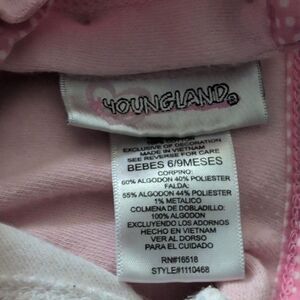 YOUNGLAND®
EXCLUSIVE OF DECORATION
MADE IN VIETNAM
SEE REVERSE FOR CARE
BEBES 6/9MESES
CORPINO:
60% ALGODON 40% POLIESTER
FALDA:
55% ALGODON 44% POLIESTER
1% METALICO
COLMENA DE DOBLADILLO:
100% ALGODON
EXCLUYENDO LOS ADORNOS
HECHO EN VIETNAM
VER AL DORSO
PARA EL CUIDADO
RN#16518
STYLE#1110468